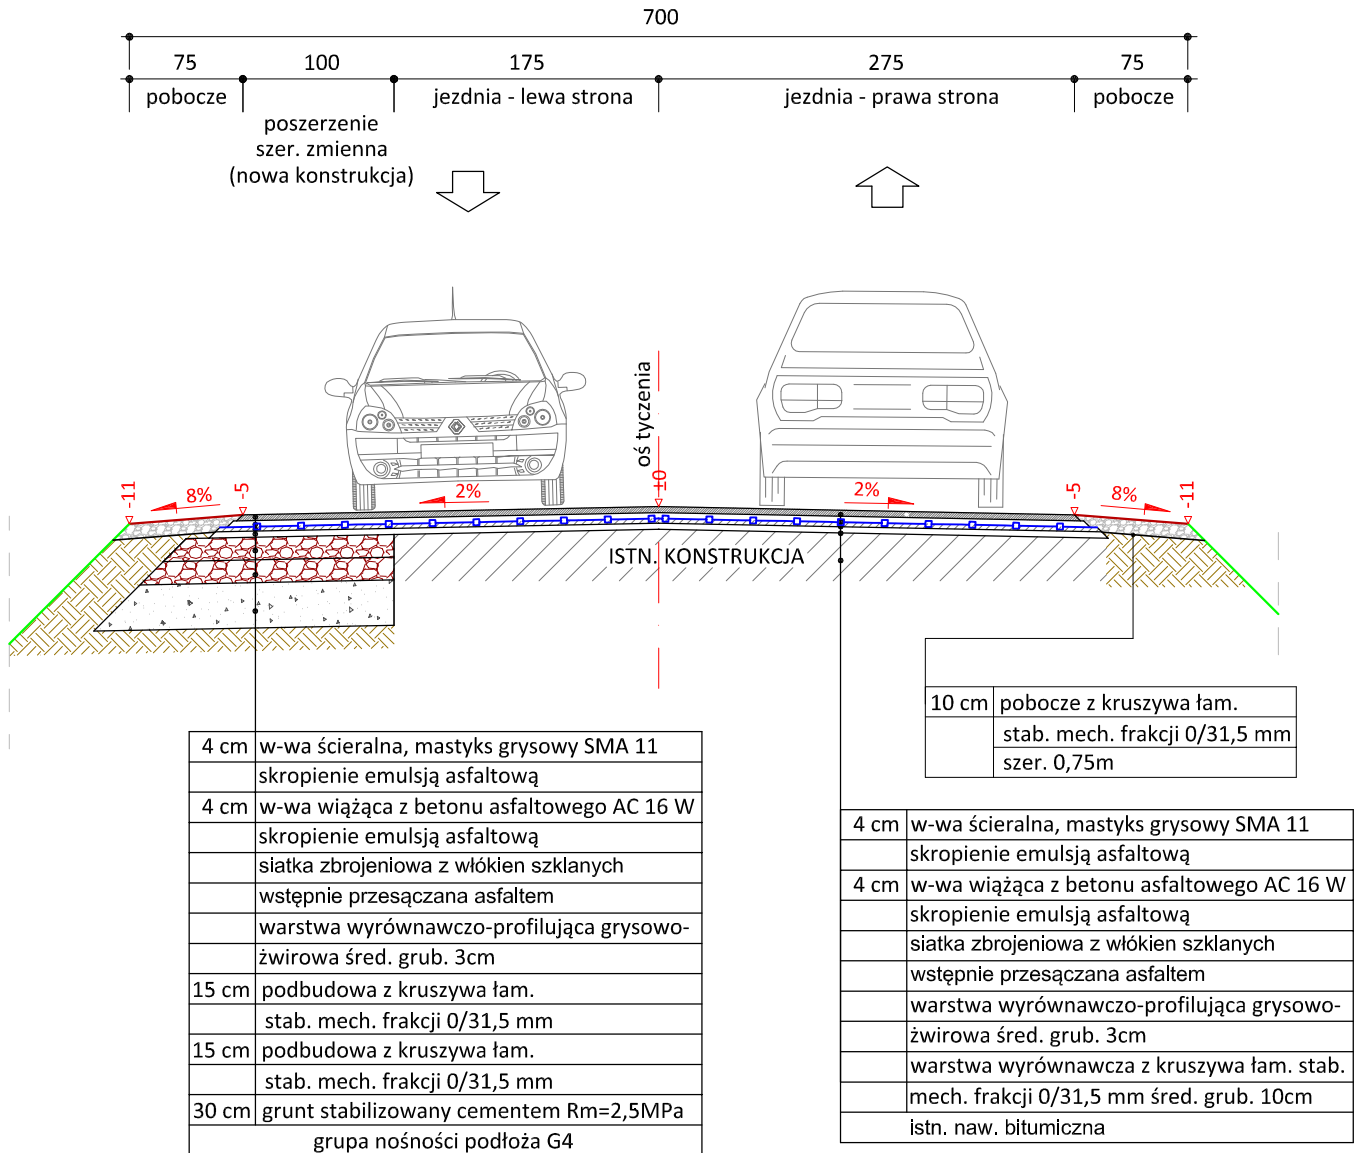 700
75 100 175 275 75
pobocze jezdnia - lewa strona jezdnia - prawa strona pobocze
poszerzenie
szer. zmienna
(nowa konstrukcja)
oś tyczenia
-11 8% -5 2% ±0 2% -5 8% -11
ISTN. KONSTRUKCJA
10 cm pobocze z kruszywa łam.
stab. mech. frakcji 0/31,5 mm
szer. 0,75m
4 cm w-wa ścieralna, mastyks grysowy SMA 11
skropienie emulsją asfaltową
4 cm w-wa wiążąca z betonu asfaltowego AC 16 W
skropienie emulsją asfaltową
siatka zbrojeniowa z włókien szklanych
wstępnie przesączana asfaltem
warstwa wyrównawczo-profilująca grysowo-
żwirowa śred. grub. 3cm
15 cm podbudowa z kruszywa łam.
stab. mech. frakcji 0/31,5 mm
15 cm podbudowa z kruszywa łam.
stab. mech. frakcji 0/31,5 mm
30 cm grunt stabilizowany cementem Rm=2,5MPa
grupa nośności podłoża G4
4 cm w-wa ścieralna, mastyks grysowy SMA 11
skropienie emulsją asfaltową
4 cm w-wa wiążąca z betonu asfaltowego AC 16 W
skropienie emulsją asfaltową
siatka zbrojeniowa z włókien szklanych
wstępnie przesączana asfaltem
warstwa wyrównawczo-profilująca grysowo-
żwirowa śred. grub. 3cm
warstwa wyrównawcza z kruszywa łam. stab.
mech. frakcji 0/31,5 mm śred. grub. 10cm
istn. naw. bitumiczna